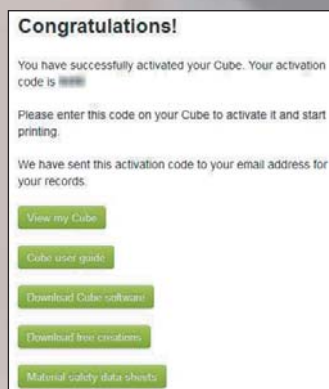 Congratulations!
You have successfully activated your Cube. Your activation
code is
Please enter this code on your Cube to activate it and start
printing.
We have sent this activation code to your email address for
your records.
View my Cube
Cube user guide
Download Cube software
Download free creations
Material safety data sheets